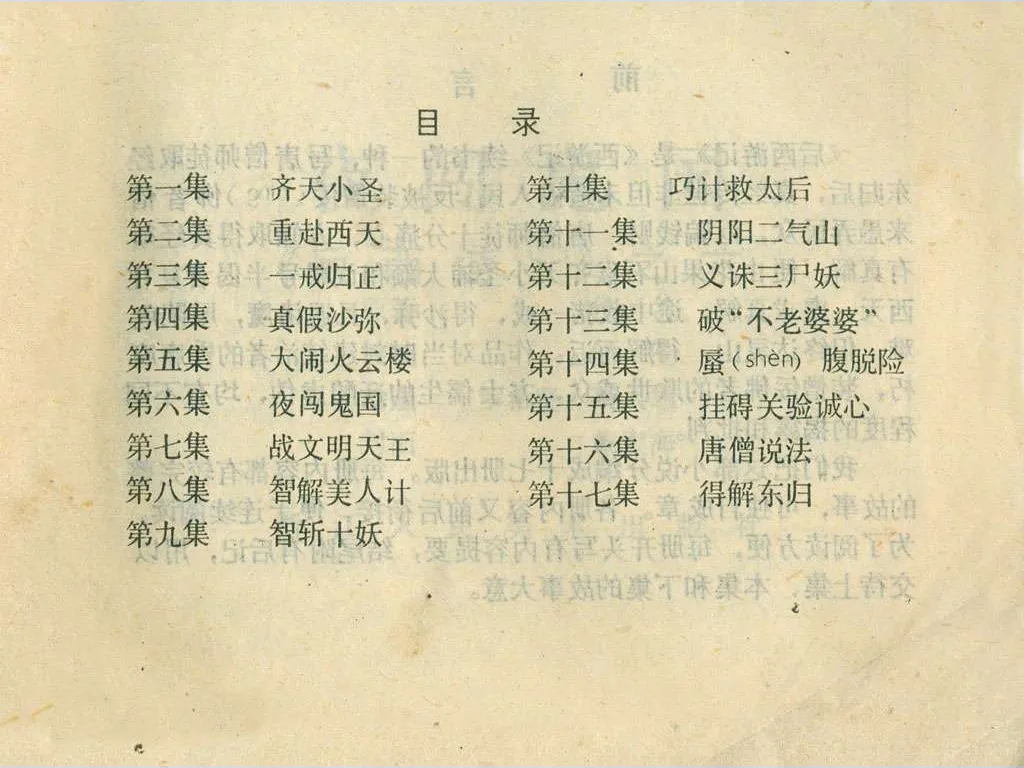 目 录
第一集 齐天小圣
第二集 重赴西天
第三集 一戒归正
第四集 真假沙弥
第五集 大闹火云楼
第六集 夜闯鬼国
第七集 战文明天王
第八集 智解美人计
第九集 智斩十妖
第十集 巧计救太后
第十一集 阴阳二气山
第十二集 义诛三尸妖
第十三集 破“不老婆婆”
第十四集 蜃(shèn)腹脱险
第十五集 挂碍关验诚心
第十六集 唐僧说法
第十七集 得解东归